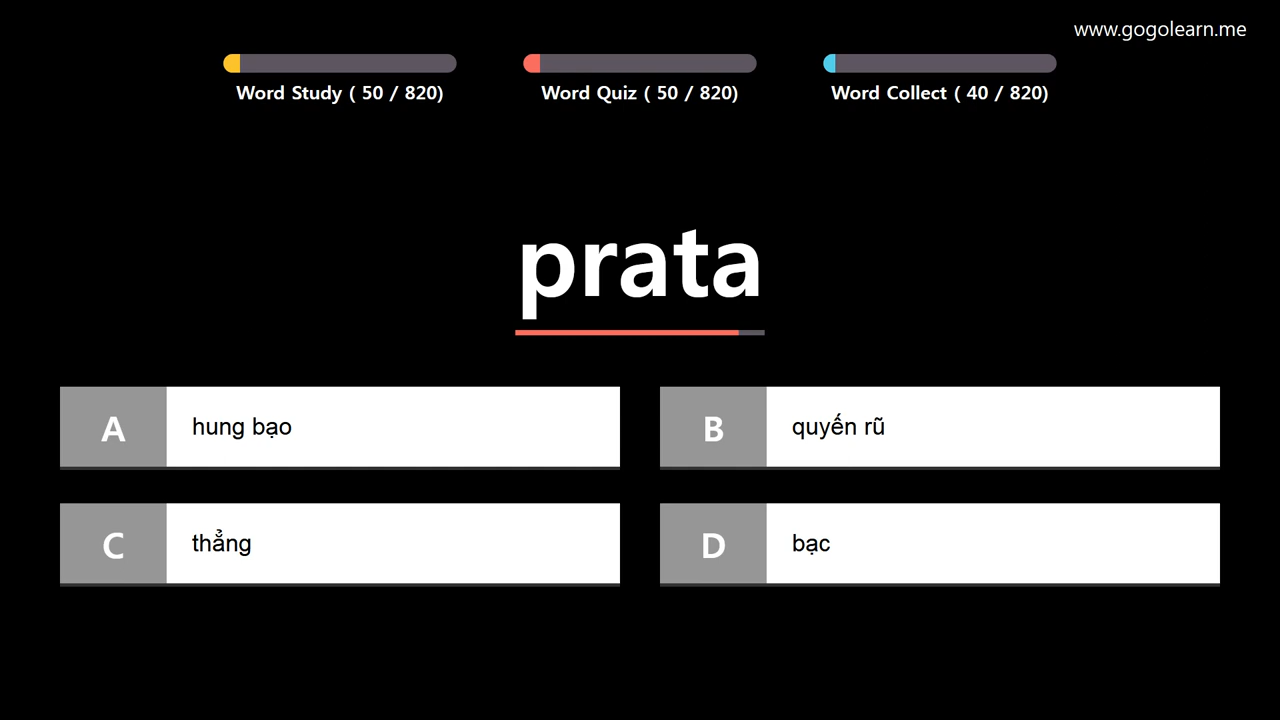 www.gogolearn.me
Word Study ( 50 / 820)
Word Quiz ( 50 / 820)
Word Collect ( 40 / 820)
prata
A hung bạo
B quyến rũ
C thẳng
D bạc